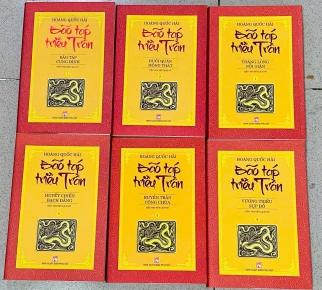 HOÀNG QUỐC HẢI
Bão táp
triều Trần
BÃO TÁP
CUNG ĐÌNH
HOÀNG QUỐC HẢI
Bão táp
triều Trần
ĐUỔI QUÂN
MÔNG THÁT
HOÀNG QUỐC HẢI
Bão táp
triều Trần
THĂNG LONG
NỔI GIẬN
HOÀNG QUỐC HẢI
Bão táp
triều Trần
HUYẾT CHIẾN
BẠCH ĐẰNG
HOÀNG QUỐC HẢI
Bão táp
triều Trần
HUYỀN TRÂN
CÔNG CHÚA
HOÀNG QUỐC HẢI
Bão táp
triều Trần
VƯƠNG TRIỀU
SỤP ĐỔ